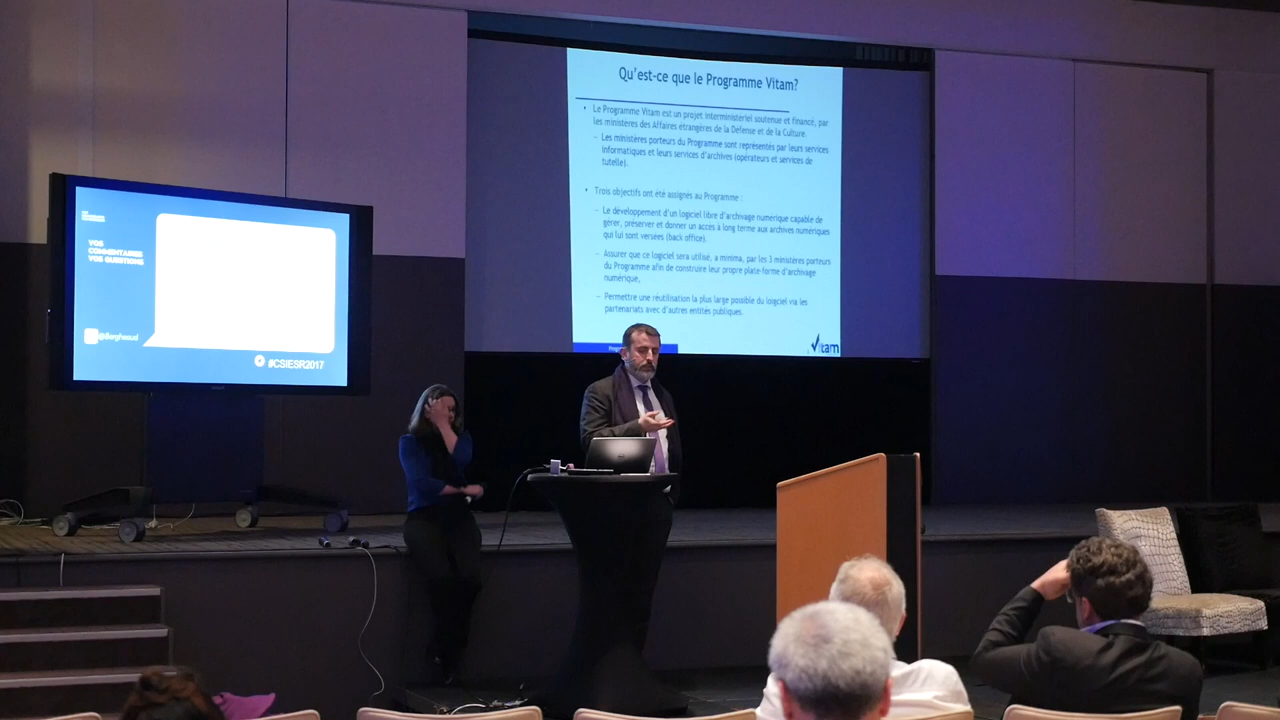 Qu'est-ce que le Programme Vitam?
• Le Programme Vitam est un projet interministeriel soutenue et financé, par
les ministères des Affaires étrangères de la Défense et de la Culture
– Les ministères porteurs du Programme sont représentés par leurs services
informatiques et leurs services d'archives (opérateurs et services de
tutelle).
• Trois objectifs ont été assignés au Programme :
– Le développement d'un logiciel libre d'archivage numérique capable de
gérer, préserver et donner un accès à long terme aux archives numériques
qui lui sont versées (back office).
– Assurer que ce logiciel sera utilisé, a minima, par les 3 ministères porteurs
du Programme afin de construire leur propre plate-forme d'archivage
numérique,
– Permettre une réutilisation la plus large possible du logiciel via les
partenariats avec d'autres entités publiques.
Vitam
VOS
COMMENTAIRES
VOS QUESTIONS
#CSIESR2017
DELL